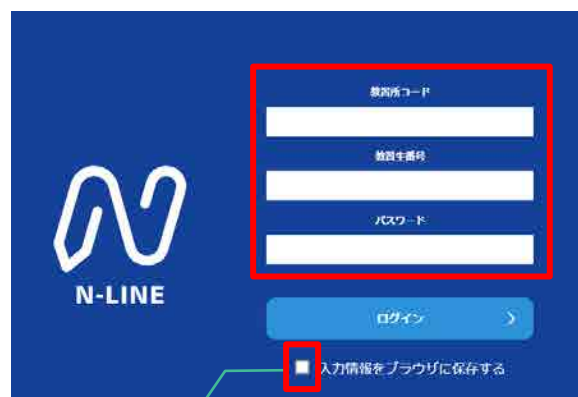 教習所コード
教習生番号
パスワード
N-LINE
ログイン
入力情報をブラウザに保存する